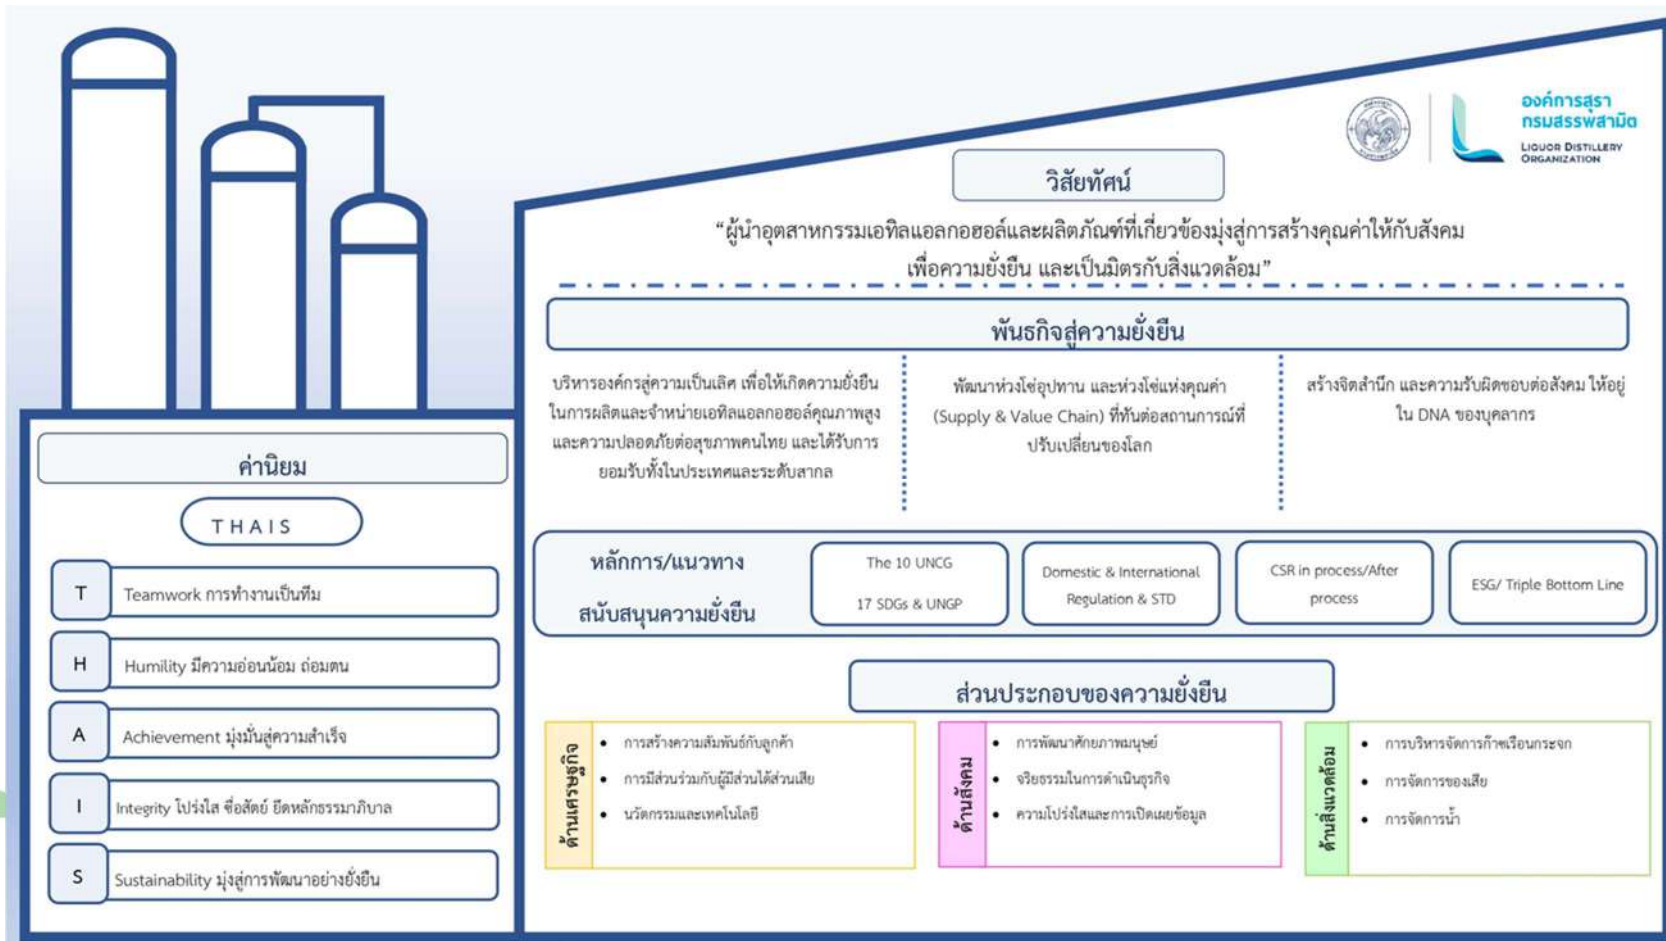 องค์การสุรา
กรมสรรพสามิต
LIQUOR DISTILLERY
ORGANIZATION
วิสัยทัศน์
“ผู้นำอุตสาหกรรมเอทิลแอลกอฮอล์และผลิตภัณฑ์ที่เกี่ยวข้องมุ่งสู่การสร้างคุณค่าให้กับสังคม
เพื่อความยั่งยืน และเป็นมิตรกับสิ่งแวดล้อม”
พันธกิจสู่ความยั่งยืน
บริหารองค์กรสู่ความเป็นเลิศ เพื่อให้เกิดความยั่งยืน
ในการผลิตและจำหน่ายเอทิลแอลกอฮอล์คุณภาพสูง
และความปลอดภัยต่อสุขภาพคนไทย และได้รับการ
ยอมรับทั้งในประเทศและระดับสากล
พัฒนาห่วงโซ่อุปทาน และห่วงโซ่แห่งคุณค่า
(Supply & Value Chain) ที่ทันต่อสถานการณ์ที่
ปรับเปลี่ยนของโลก
สร้างจิตสำนึก และความรับผิดชอบต่อสังคม ให้อยู่
ใน DNA ของบุคลากร
ค่านิยม
T H A I S
T
Teamwork การทำงานเป็นทีม
H
Humility มีความอ่อนน้อม ถ่อมตน
A
Achievement มุ่งมั่นสู่ความสำเร็จ
I
Integrity โปร่งใส ซื่อสัตย์ ยึดหลักธรรมาภิบาล
S
Sustainability มุ่งสู่การพัฒนาอย่างยั่งยืน
หลักการ/แนวทาง
สนับสนุนความยั่งยืน
The 10 UNCG
17 SDGs & UNGP
Domestic & International
Regulation & STD
CSR in process/After
process
ESG/ Triple Bottom Line
ส่วนประกอบของความยั่งยืน
ด้านเศรษฐกิจ
• การสร้างความสัมพันธ์กับลูกค้า
• การมีส่วนร่วมกับผู้มีส่วนได้ส่วนเสีย
• นวัตกรรมและเทคโนโลยี
ด้านสังคม
• การพัฒนาศักยภาพมนุษย์
• จริยธรรมในการดำเนินธุรกิจ
• ความโปร่งใสและการเปิดเผยข้อมูล
ด้านสิ่งแวดล้อม
• การบริหารจัดการก๊าซเรือนกระจก
• การจัดการของเสีย
• การจัดการน้ำ